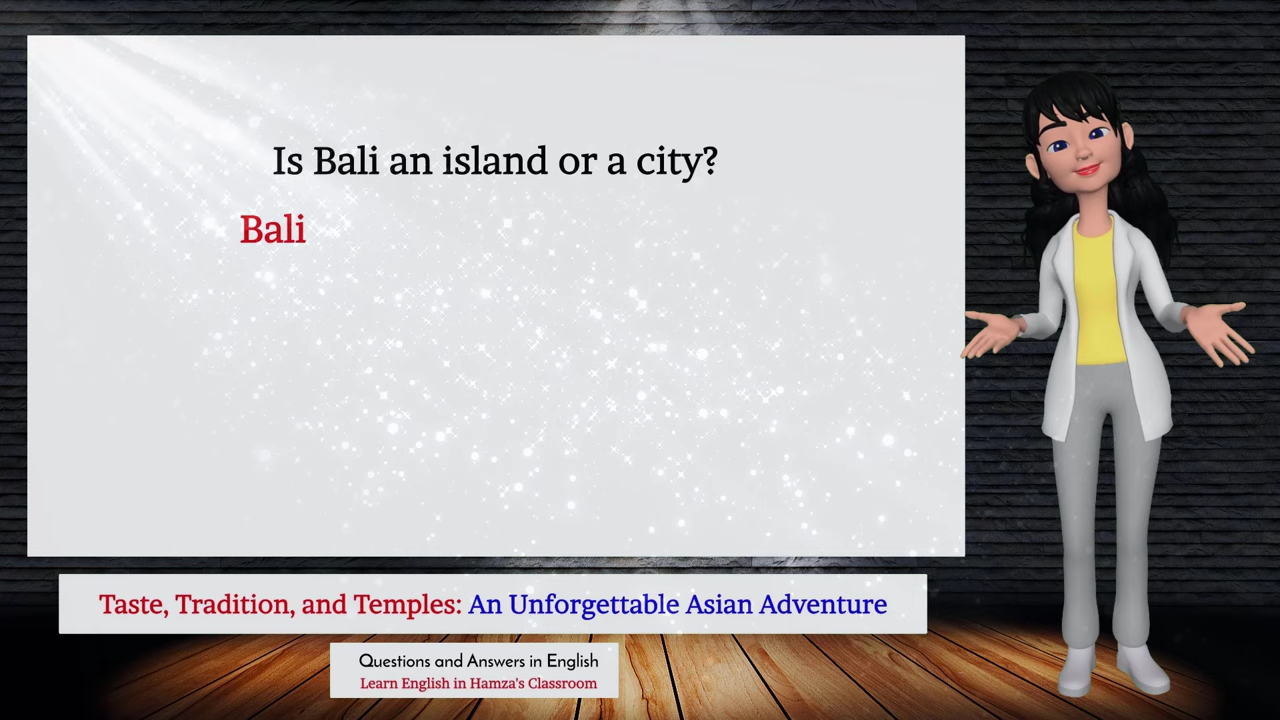 Is Bali an island or a city?
Bali
Taste, Tradition, and Temples: An Unforgettable Asian Adventure
Questions and Answers in English
Learn English in Hamza's Classroom